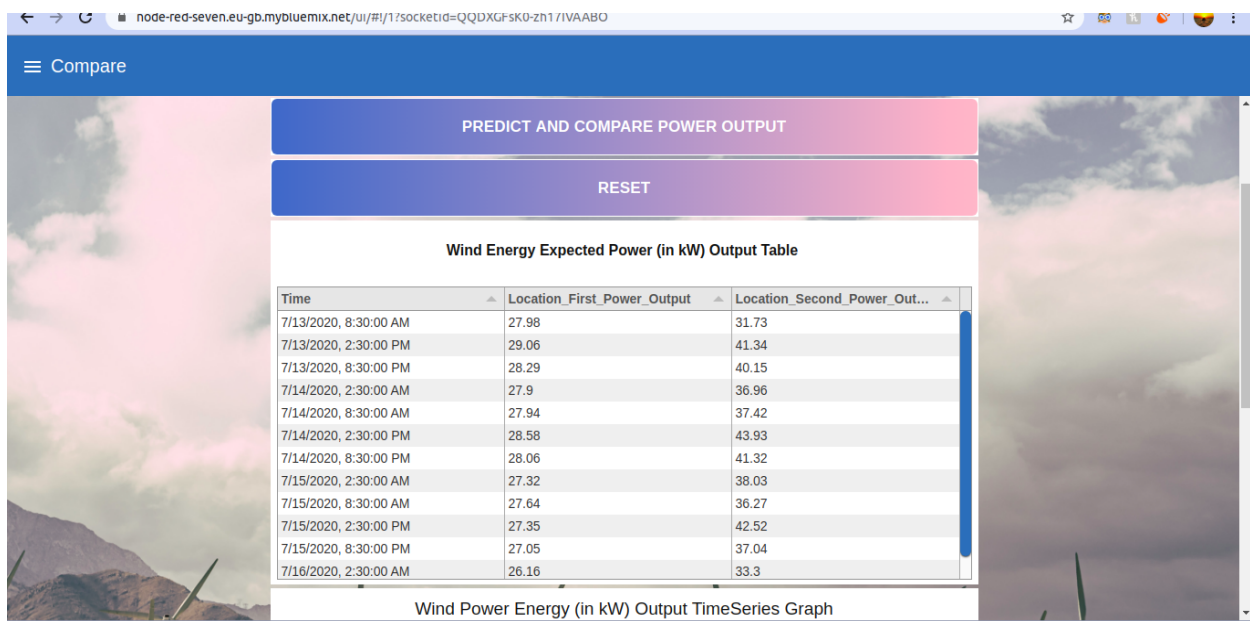 node-red-seven.eu-gb.mybluemix.net/ui/#!/1?socketid=QQDXGFsK0-zh17IVAABO
Compare
PREDICT AND COMPARE POWER OUTPUT
RESET
Wind Energy Expected Power (in kW) Output Table
Time Location_First_Power_Output Location_Second_Power_Out...
7/13/2020, 8:30:00 AM 27.98 31.73
7/13/2020, 2:30:00 PM 29.06 41.34
7/13/2020, 8:30:00 PM 28.29 40.15
7/14/2020, 2:30:00 AM 27.9 36.96
7/14/2020, 8:30:00 AM 27.94 37.42
7/14/2020, 2:30:00 PM 28.58 43.93
7/14/2020, 8:30:00 PM 28.06 41.32
7/15/2020, 2:30:00 AM 27.32 38.03
7/15/2020, 8:30:00 AM 27.64 36.27
7/15/2020, 2:30:00 PM 27.35 42.52
7/15/2020, 8:30:00 PM 27.05 37.04
7/16/2020, 2:30:00 AM 26.16 33.3
Wind Power Energy (in kW) Output TimeSeries Graph